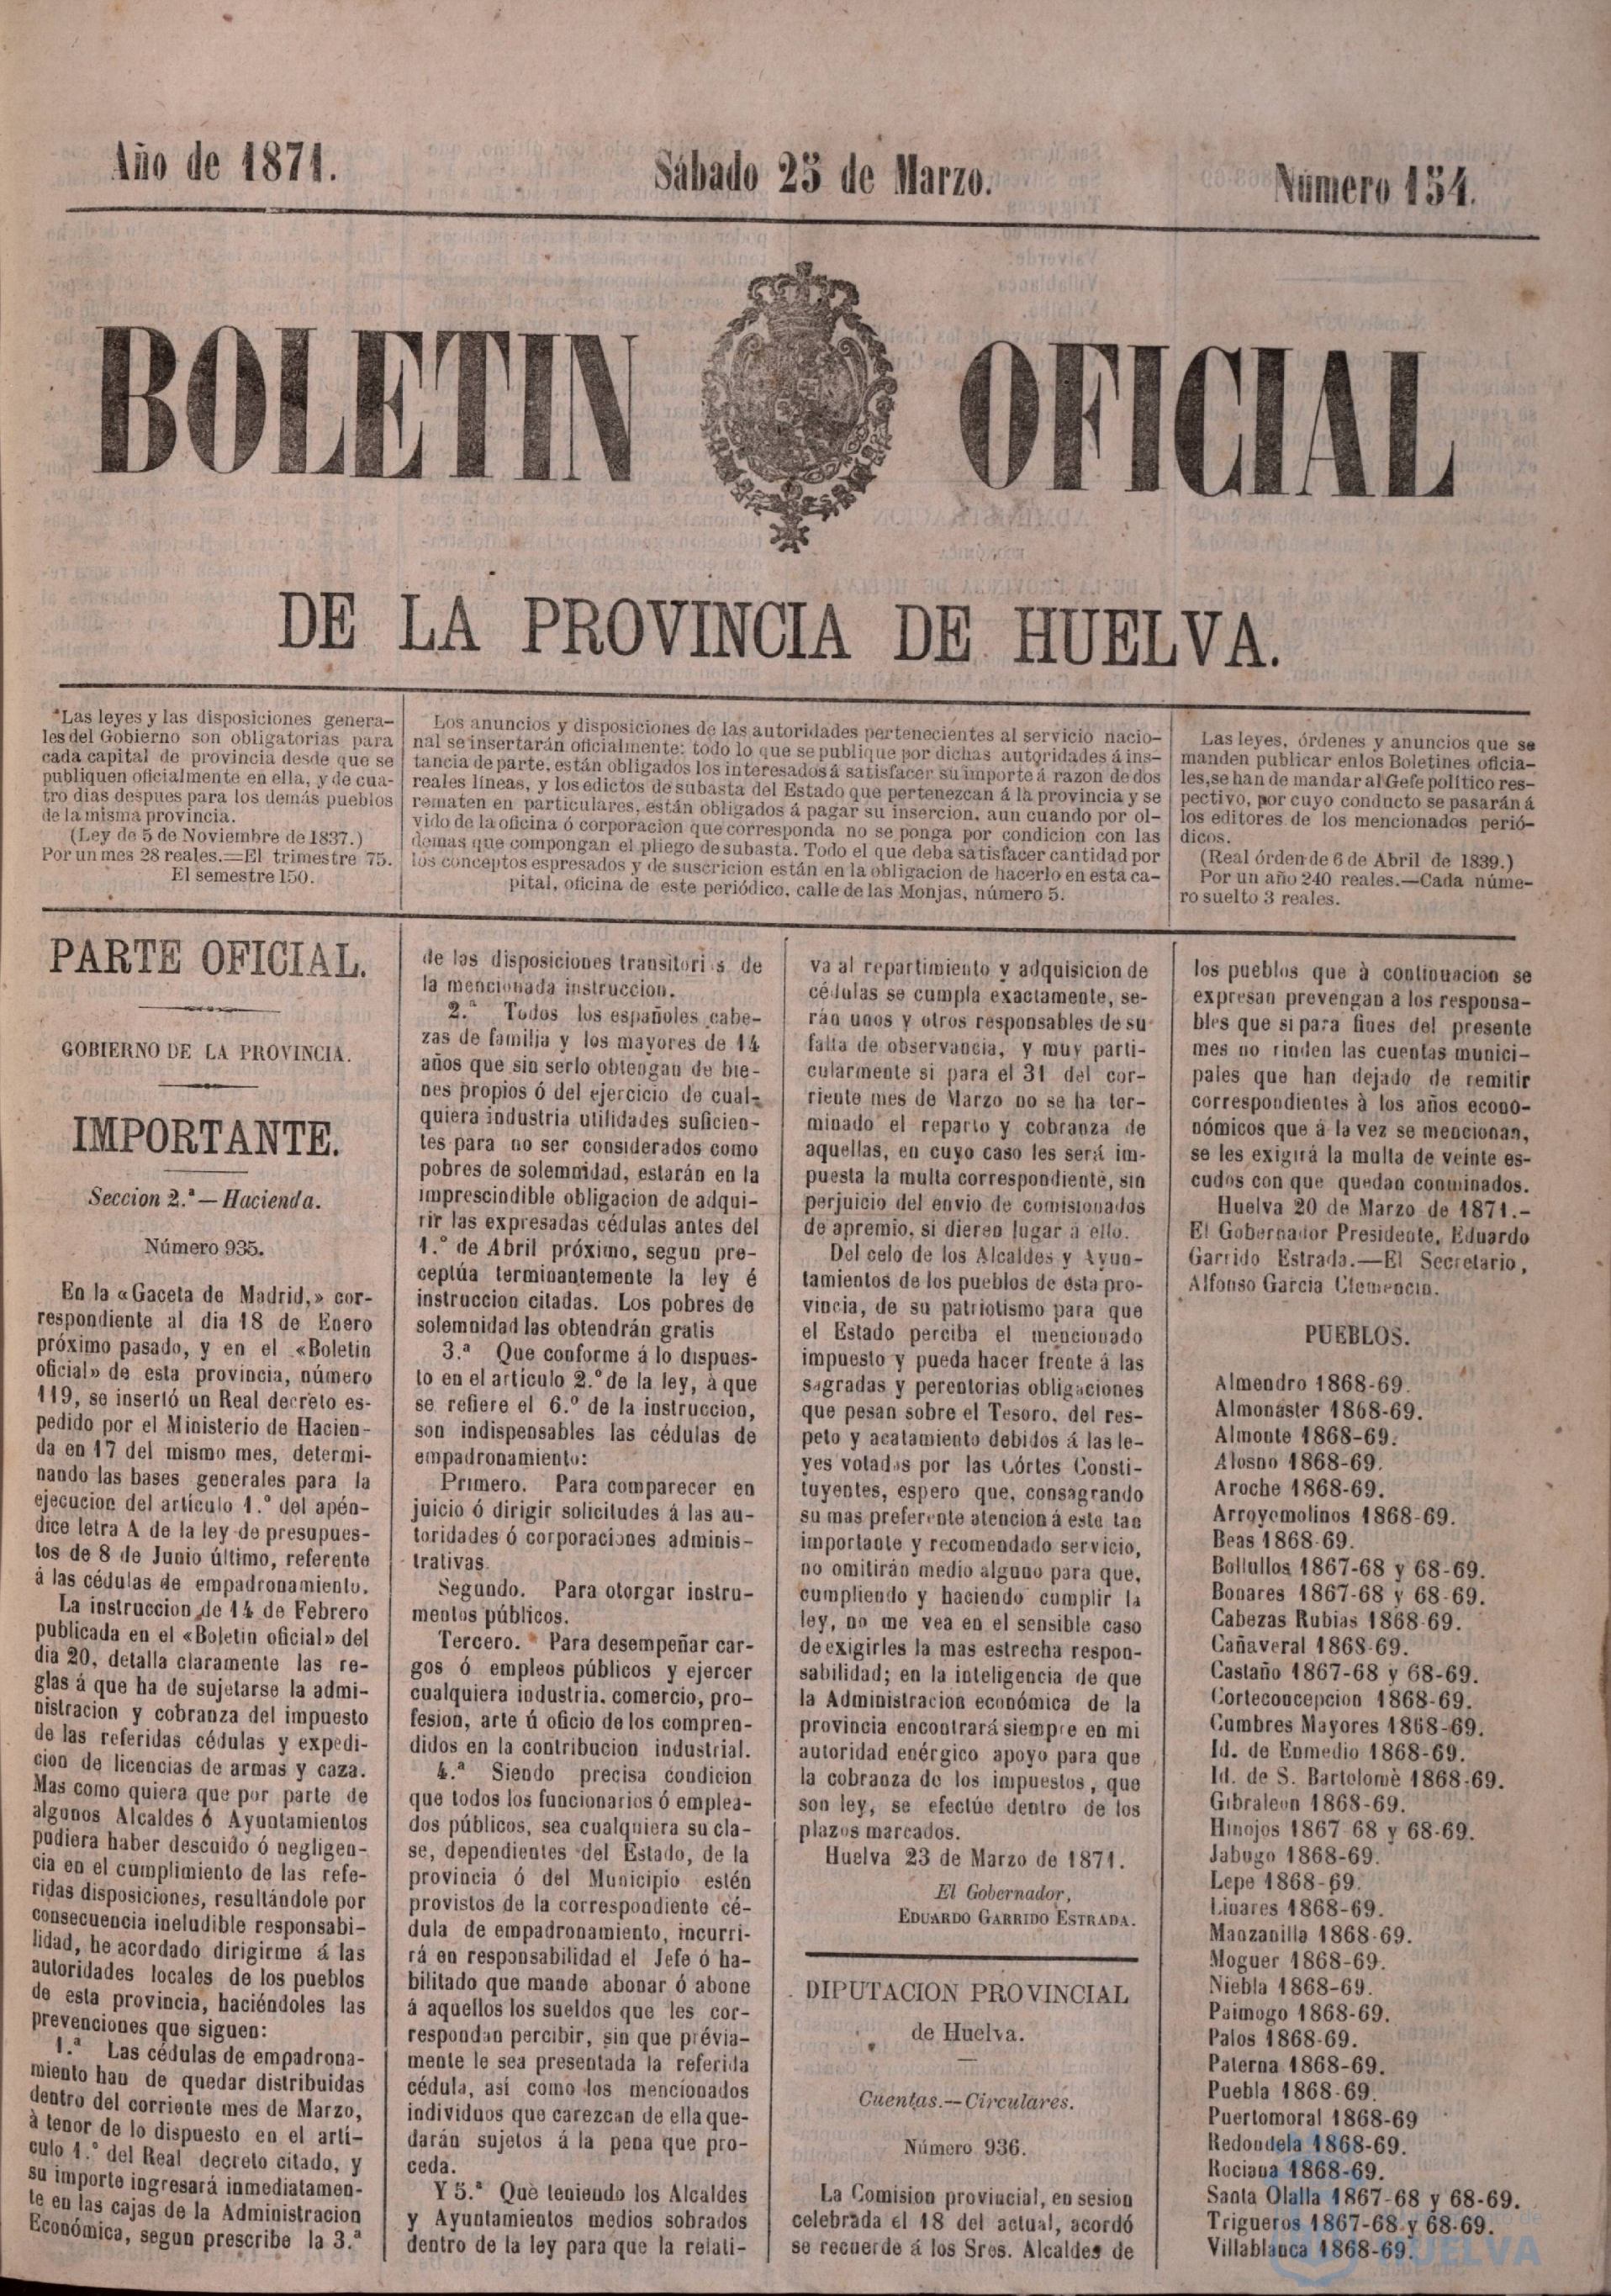 Año de 1871.
Sábado 25 de Marzo.
Número 154.
BOLETIN OFICIAL
DE LA PROVINCIA DE HUELVA.
Las leyes y las disposiciones genera-
les del Gobierno son obligatorias para
cada capital de provincia desde que se
publiquen oficialmente en ella, y de cua-
tro dias despues para los demás pueblos
de la misma provincia.
(Ley de 5 de Noviembre de 1837.)
Por un mes 28 reales.—El trimestre 75.
El semestre 150.
Los anuncios y disposiciones de las autoridades pertenecientes al servicio nacio-
nal se insertarán oficialmente: todo lo que se publique por dichas autoridades á ins-
tancia de parte, están obligados los interesados á satisfacer su importe á razon de dos
reales líneas, y los edictos de subasta del Estado que pertenezcan á la provincia y se
rematen en particulares, están obligados á pagar su insercion, aun cuando por ol-
vido de la oficina ó corporacion que corresponda no se ponga por condicion con las
demas que compongan el pliego de subasta. Todo el que deba satisfacer cantidad por
los conceptos espresados y de suscricion están en la obligacion de hacerlo en esta ca-
pital, oficina de este periódico, calle de las Monjas, número 5.
Las leyes, órdenes y anuncios que se
manden publicar enlos Boletines oficia-
les, se han de mandar al Gefe político res-
pectivo, por cuyo conducto se pasarán á
los editores de los mencionados perió-
dicos.
(Real órden de 6 de Abril de 1839.)
Por un año 240 reales.—Cada núme-
ro suelto 3 reales.
PARTE OFICIAL.
GOBIERNO DE LA PROVINCIA.
IMPORTANTE.
Seccion 2.ª—Hacienda.
Número 935.
En la «Gaceta de Madrid,» cor-
respondiente al dia 18 de Enero
próximo pasado, y en el «Boletin
oficial» de esta provincia, número
119, se insertó un Real decreto es-
pedido por el Ministerio de Hacien-
da en 17 del mismo mes, determi-
nando las bases generales para la
ejecucion del artículo 1.º del apén-
dice letra A de la ley de presupues-
tos de 8 de Junio último, referente
á las cédulas de empadronamiento.
La instruccion de 14 de Febrero
publicada en el «Boletin oficial» del
dia 20, detalla claramente las re-
glas á que ha de sujetarse la admi-
nistracion y cobranza del impuesto
de las referidas cédulas y expedi-
cion de licencias de armas y caza.
Mas como quiera que por parte de
algunos Alcaldes ó Ayuntamientos
pudiera haber descuido ó negligen-
cia en el cumplimiento de las refe-
ridas disposiciones, resultándole por
consecuencia ineludible responsabi-
lidad, he acordado dirigirme á las
autoridades locales de los pueblos
de esta provincia, haciéndoles las
prevenciones que siguen:
1.ª Las cédulas de empadrona-
miento han de quedar distribuidas
dentro del corriente mes de Marzo,
à tenor de lo dispuesto en el artí-
culo 1.º del Real decreto citado, y
su importe ingresará inmediatamen-
te en las cajas de la Administracion
Económica, segun prescribe la 3.ª
de las disposiciones transitori s de
la mencionada instruccion.
2.ª Todos los españoles cabe-
zas de familia y los mayores de 14
años que sin serlo obtengan de bie-
nes propios ó del ejercicio de cual-
quiera industria utilidades suficien-
tes para no ser considerados como
pobres de solemnidad, estarán en la
imprescindible obligacion de adqui-
rir las expresadas cédulas antes del
1.º de Abril próximo, segun pre-
ceptúa terminantemente la ley é
instruccion citadas. Los pobres de
solemnidad las obtendrán gratis
3.ª Que conforme á lo dispues-
to en el artículo 2.º de la ley, à que
se refiere el 6.º de la instruccion,
son indispensables las cédulas de
empadronamiento:
Primero. Para comparecer en
juicio ó dirigir solicitudes á las au-
toridades ó corporaciones adminis-
trativas.
Segundo. Para otorgar instru-
mentos públicos.
Tercero. Para desempeñar car-
gos ó empleos públicos y ejercer
cualquiera industria, comercio, pro-
fesion, arte ú oficio de los compren-
didos en la contribucion industrial.
4.ª Siendo precisa condicion
que todos los funcionarios ó emplea-
dos públicos, sea cualquiera su cla-
se, dependientes del Estado, de la
provincia ó del Municipio estén
provistos de la correspondiente cé-
dula de empadronamiento, incurri-
rá en responsabilidad el Jefe ó ha-
bilitado que mande abonar ó abone
á aquellos los sueldos que les cor-
respondan percibir, sin que prévia-
mente le sea presentada la referida
cédula, así como los mencionados
individuos que carezcan de ella que-
darán sujetos á la pena que pro-
ceda.
Y 5.ª Què teniendo los Alcaldes
y Ayuntamientos medios sobrados
dentro de la ley para que la relati-
va al repartimiento y adquisicion de
cédulas se cumpla exactamente, se-
rán unos y otros responsables de su
falta de observancia, y muy parti-
cularmente si para el 31 del cor-
riente mes de Marzo no se ha ter-
minado el reparto y cobranza de
aquellas, en cuyo caso les será im-
puesta la multa correspondiente, sin
perjuicio del envio de comisionados
de apremio, si dieren lugar á ello.
Del celo de los Alcaldes y Ayun-
tamientos de los pueblos de esta pro-
vincia, de su patriotismo para que
el Estado perciba el mencionado
impuesto y pueda hacer frente á las
sagradas y perentorias obligaciones
que pesan sobre el Tesoro, del res-
peto y acatamiento debidos á las le-
yes votadas por las Córtes Consti-
tuyentes, espero que, consagrando
su mas preferente atencion á este tan
importante y recomendado servicio,
no omitirán medio alguno para que,
cumpliendo y haciendo cumplir la
ley, no me vea en el sensible caso
de exigirles la mas estrecha respon-
sabilidad; en la inteligencia de que
la Administracion económica de la
provincia encontrará siempre en mi
autoridad enérgico apoyo para que
la cobranza de los impuestos, que
son ley, se efectúe dentro de los
plazos marcados.
Huelva 23 de Marzo de 1871.
El Gobernador,
EDUARDO GARRIDO ESTRADA.
DIPUTACION PROVINCIAL
de Huelva.
Cuentas.—Circulares.
Número 936.
La Comision provincial, en sesion
celebrada el 18 del actual, acordó
se recuerde á los Sres. Alcaldes de
los pueblos que à continuacion se
expresan prevengan a los responsa-
bles que si para fines del presente
mes no rinden las cuentas munici-
pales que han dejado de remitir
correspondientes à los años econo-
nómicos que á la vez se mencionan,
se les exigirá la multa de veinte es-
cudos con que quedan conminados.
Huelva 20 de Marzo de 1871.-
El Gobernador Presidente, Eduardo
Garrido Estrada.—El Secretario,
Alfonso Garcia Clemencin.
PUEBLOS.
Almendro 1868-69.
Almonaster 1868-69.
Almonte 1868-69.
Alosno 1868-69.
Aroche 1868-69.
Arroyomolinos 1868-69.
Beas 1868-69.
Bollullos 1867-68 y 68-69.
Bonares 1867-68 y 68-69.
Cabezas Rubias 1868-69.
Cañaveral 1868-69.
Castaño 1867-68 y 68-69.
Corteconcepcion 1868-69.
Cumbres Mayores 1868-69.
Id. de Enmedio 1868-69.
Id. de S. Bartolomè 1868-69.
Gibraleon 1868-69.
Hinojos 1867 68 y 68-69.
Jabugo 1868-69.
Lepe 1868-69.
Linares 1868-69.
Manzanilla 1868-69.
Moguer 1868-69.
Niebla 1868-69.
Paimogo 1868-69.
Palos 1868-69.
Paterna 1868-69.
Puebla 1868-69.
Puertomoral 1868-69
Redondela 1868-69.
Rociana 1868-69.
Santa Olalla 1867-68 y 68-69.
Trigueros 1867-68 y 68-69.
Villablanca 1868-69.
HUELVA